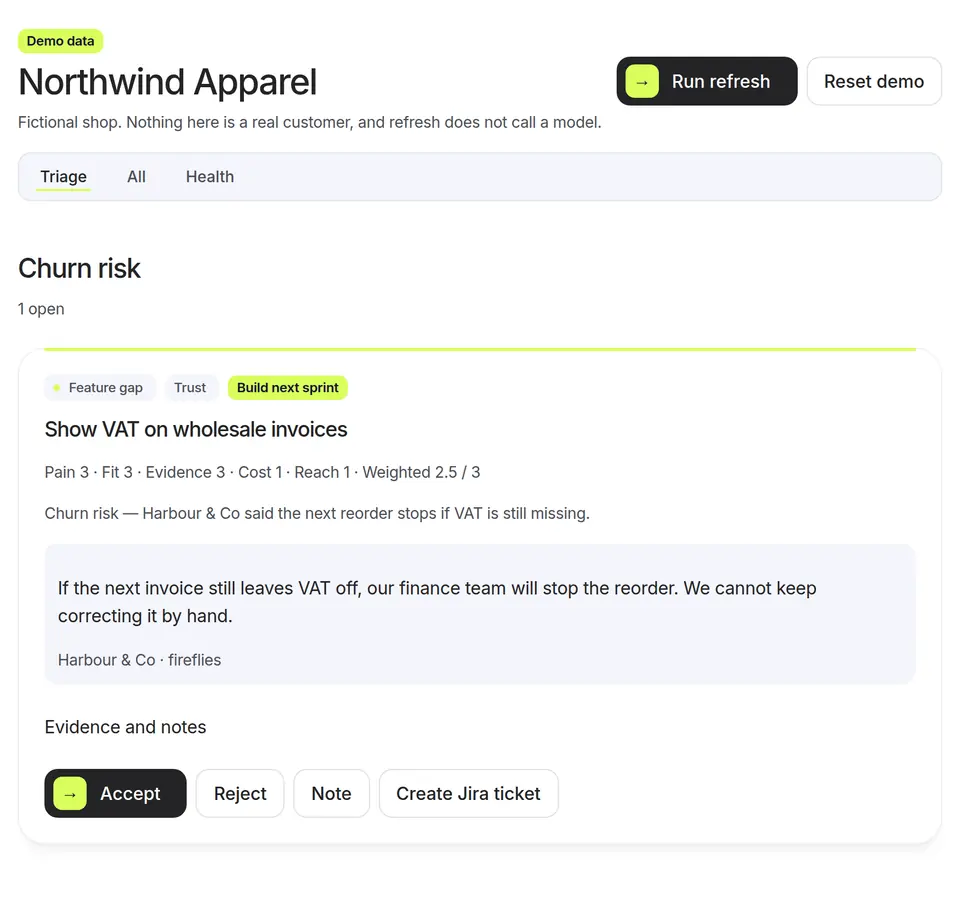 Demo data
Northwind Apparel
Fictional shop. Nothing here is a real customer, and refresh does not call a model.
→ Run refresh
Reset demo
Triage
All
Health
Churn risk
1 open
Feature gap
Trust
Build next sprint
Show VAT on wholesale invoices
Pain 3 · Fit 3 · Evidence 3 · Cost 1 · Reach 1 · Weighted 2.5 / 3
Churn risk — Harbour & Co said the next reorder stops if VAT is still missing.
If the next invoice still leaves VAT off, our finance team will stop the reorder. We cannot keep
correcting it by hand.
Harbour & Co · fireflies
Evidence and notes
→ Accept
Reject
Note
Create Jira ticket